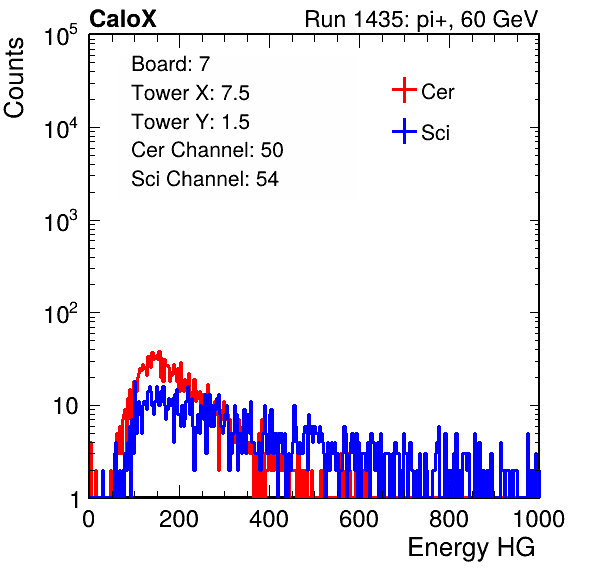 CaloX Run 1435: pi+, 60 GeV
Counts
10^5
10^4
10^3
10^2
10
1
Board: 7
Tower X: 7.5
Tower Y: 1.5
Cer Channel: 50
Sci Channel: 54
Cer
Sci
0 200 400 600 800 1000
Energy HG